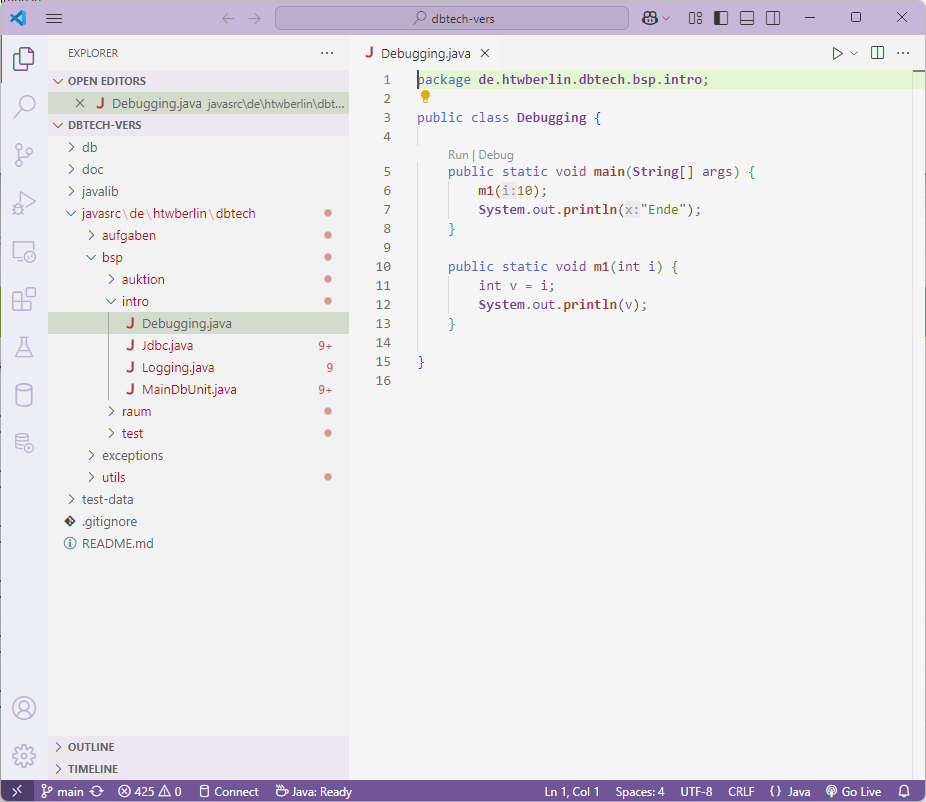 dbtech-vers
EXPLORER
OPEN EDITORS
Debugging.java javasrc\de\htwberlin\dbt...
DBTECH-VERS
db
doc
javalib
javasrc\de\htwberlin\dbtech
aufgaben
bsp
auktion
intro
Debugging.java
Jdbc.java 9+
Logging.java 9
MainDbUnit.java 9+
raum
test
exceptions
utils
test-data
.gitignore
README.md
OUTLINE
TIMELINE
Debugging.java
1 package de.htwberlin.dbtech.bsp.intro;
2
3 public class Debugging {
4
Run | Debug
5 public static void main(String[] args) {
6 m1(i:10);
7 System.out.println(x:"Ende");
8 }
9
10 public static void m1(int i) {
11 int v = i;
12 System.out.println(v);
13 }
14
15 }
16
main 425 0 Connect Java: Ready Ln 1, Col 1 Spaces: 4 UTF-8 CRLF {} Java Go Live